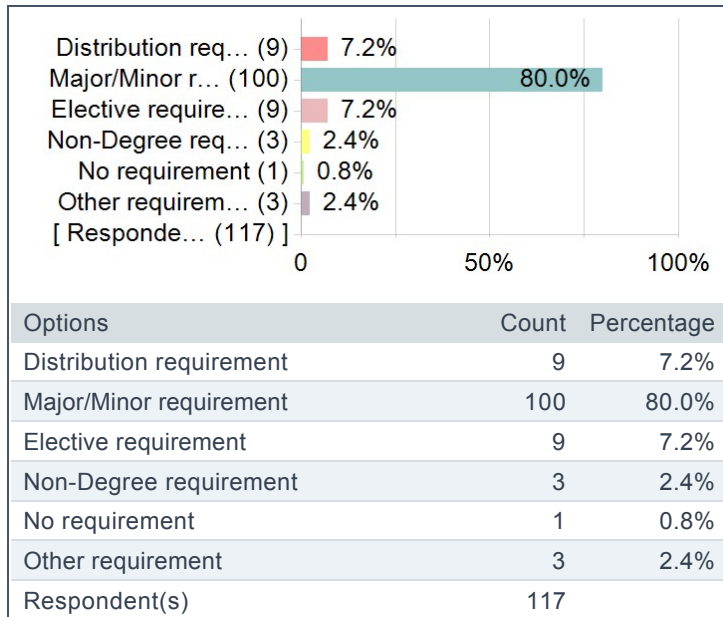 Distribution req… (9) 7.2%
Major/Minor r… (100) 80.0%
Elective require… (9) 7.2%
Non-Degree req… (3) 2.4%
No requirement (1) 0.8%
Other requirem… (3) 2.4%
[ Responde… (117) ]
0 50% 100%
Options Count Percentage
Distribution requirement 9 7.2%
Major/Minor requirement 100 80.0%
Elective requirement 9 7.2%
Non-Degree requirement 3 2.4%
No requirement 1 0.8%
Other requirement 3 2.4%
Respondent(s) 117